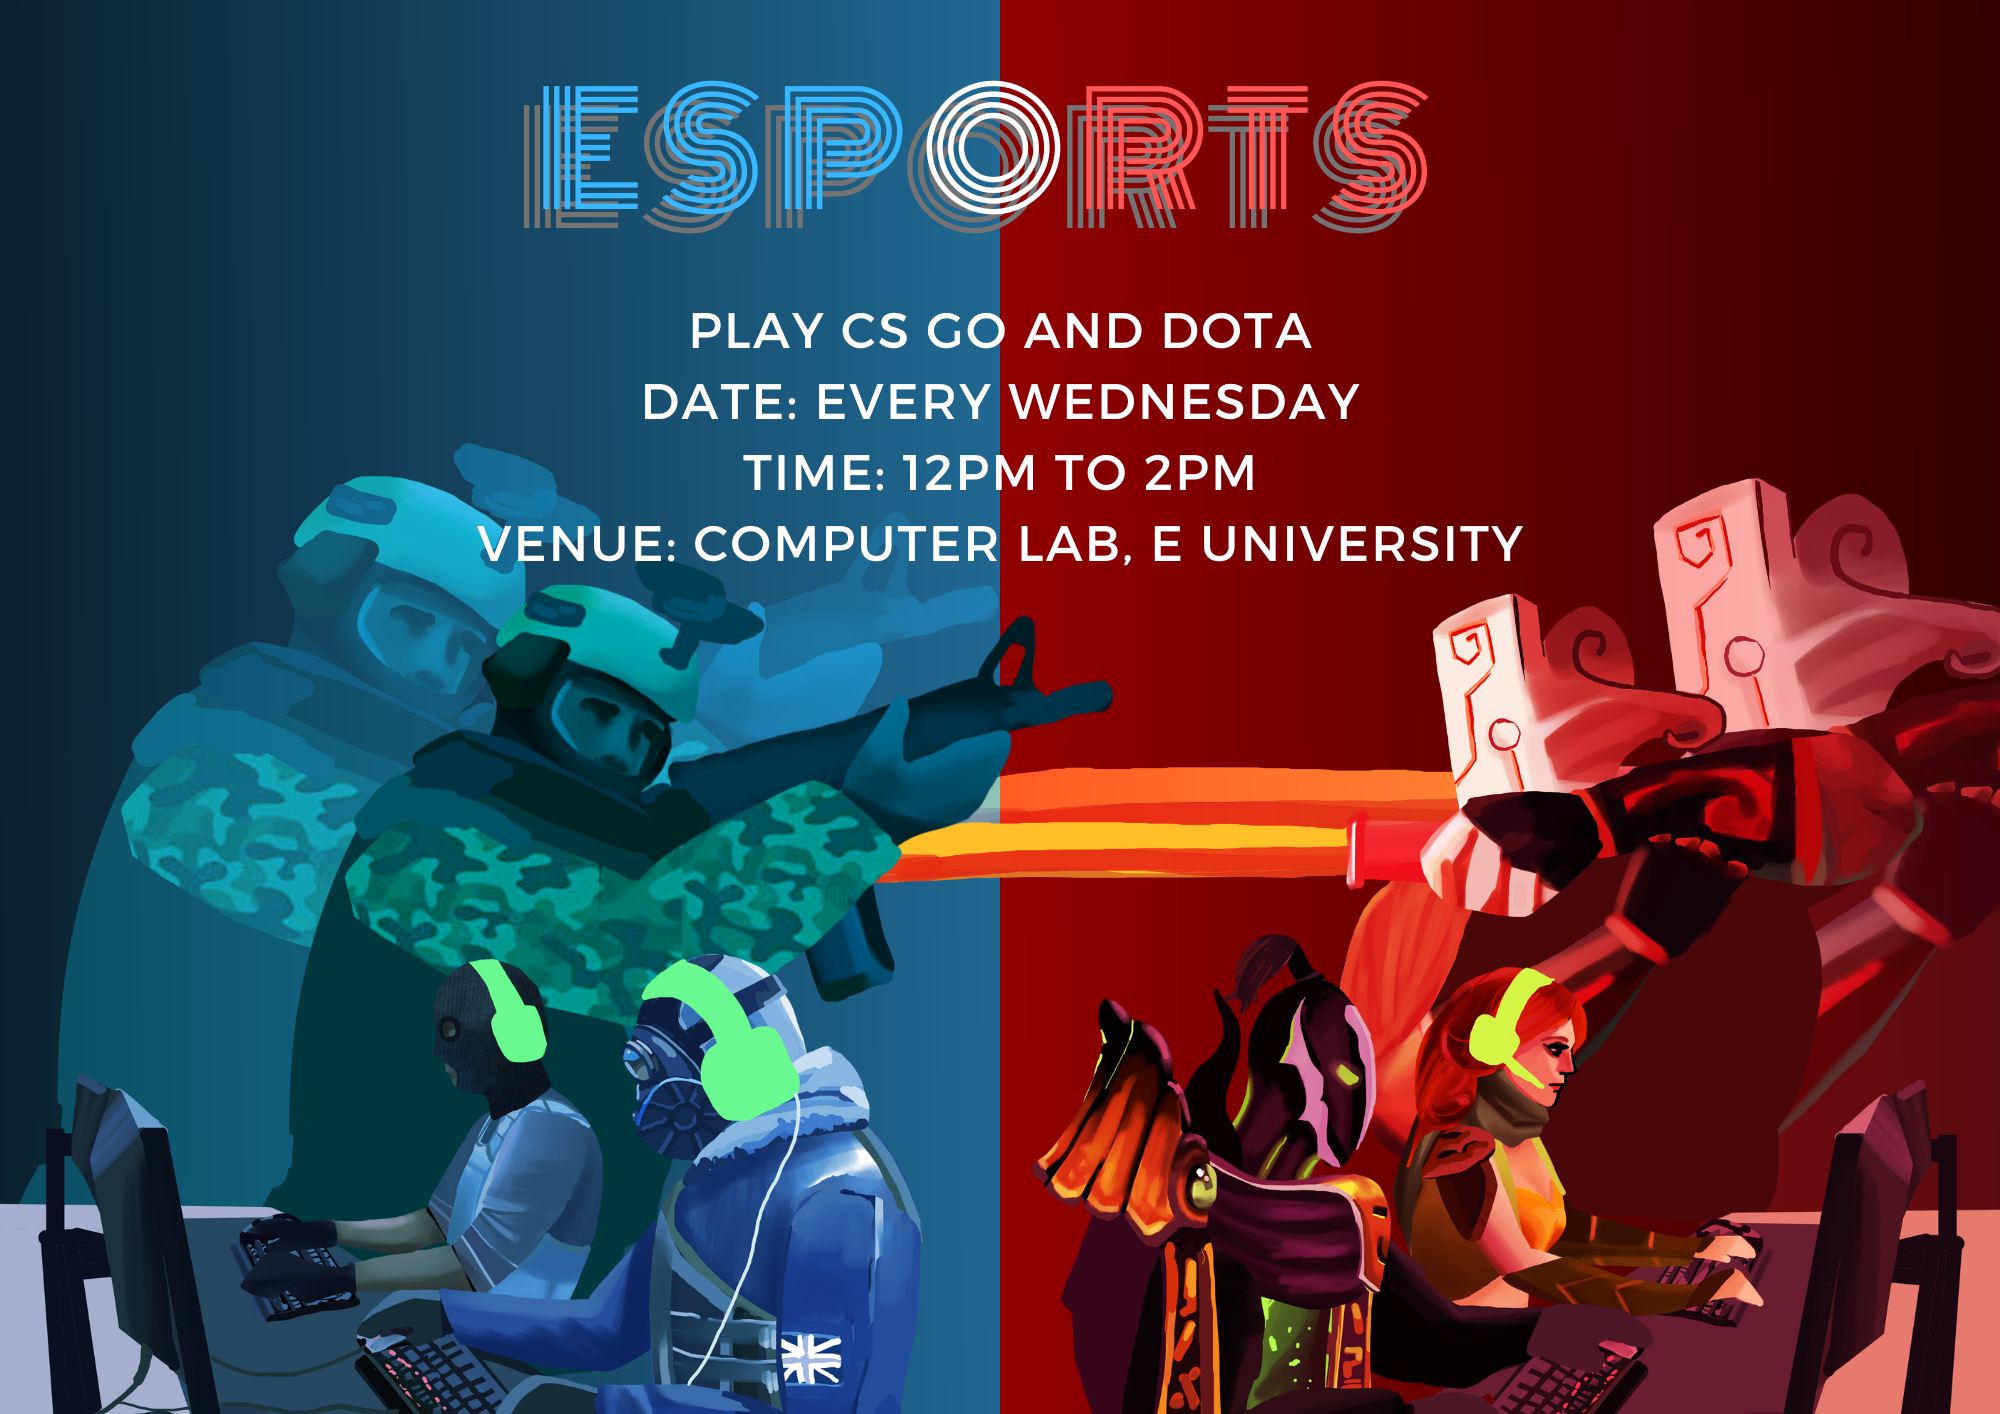 ESPORTS
PLAY CS GO AND DOTA
DATE: EVERY WEDNESDAY
TIME: 12PM TO 2PM
VENUE: COMPUTER LAB, E UNIVERSITY